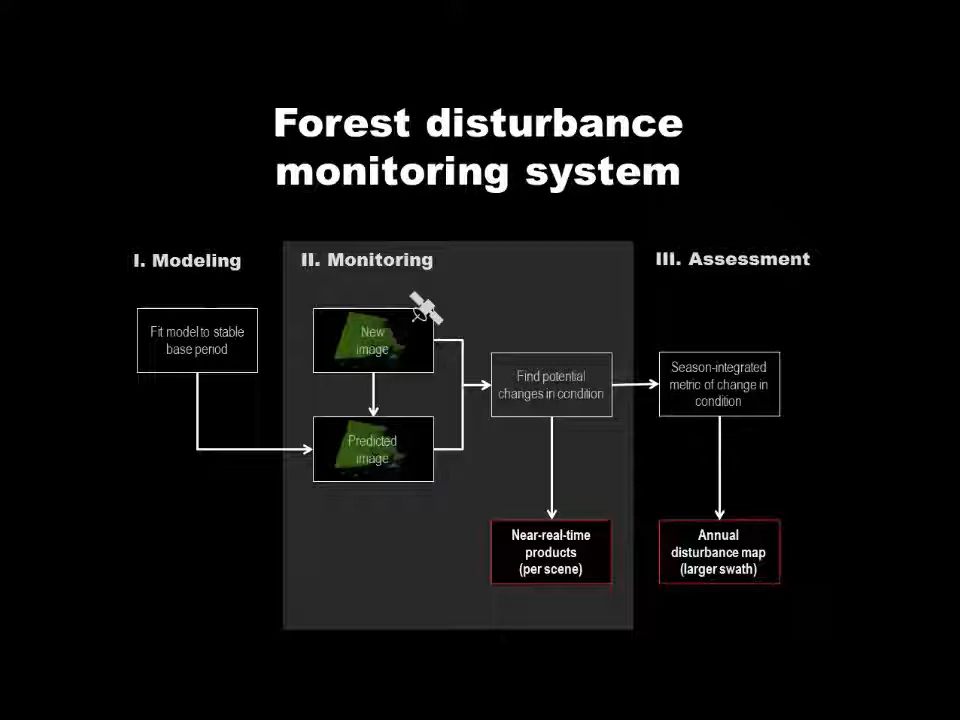 Forest disturbance
monitoring system
I. Modeling
II. Monitoring
III. Assessment
Fit model to stable
base period
New
image
Predicted
image
Find potential
changes in condition
Season-integrated
metric of change in
condition
Near-real-time
products
(per scene)
Annual
disturbance map
(larger swath)